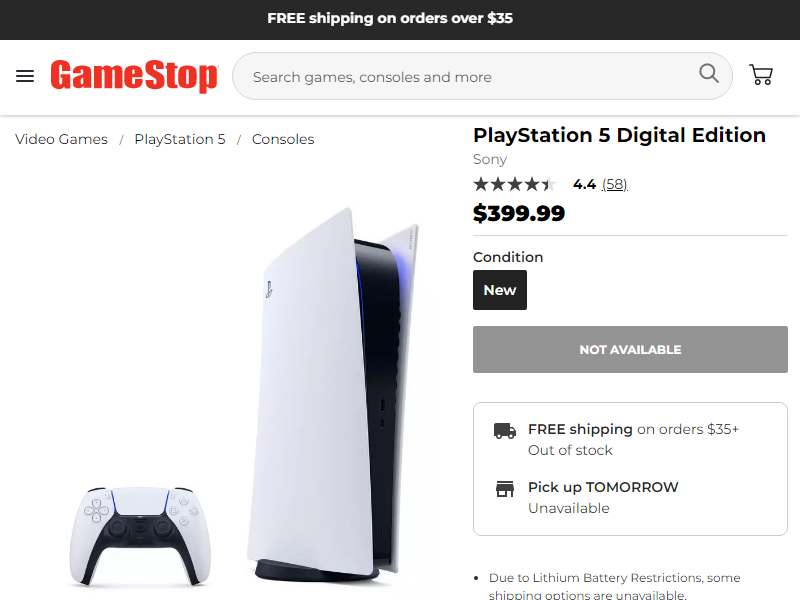 FREE shipping on orders over $35
GameStop
Search games, consoles and more
Video Games / PlayStation 5 / Consoles
PlayStation 5 Digital Edition
Sony
4.4 (58)
$399.99
Condition
New
NOT AVAILABLE
FREE shipping on orders $35+
Out of stock
Pick up TOMORROW
Unavailable
• Due to Lithium Battery Restrictions, some
shipping options are unavailable.